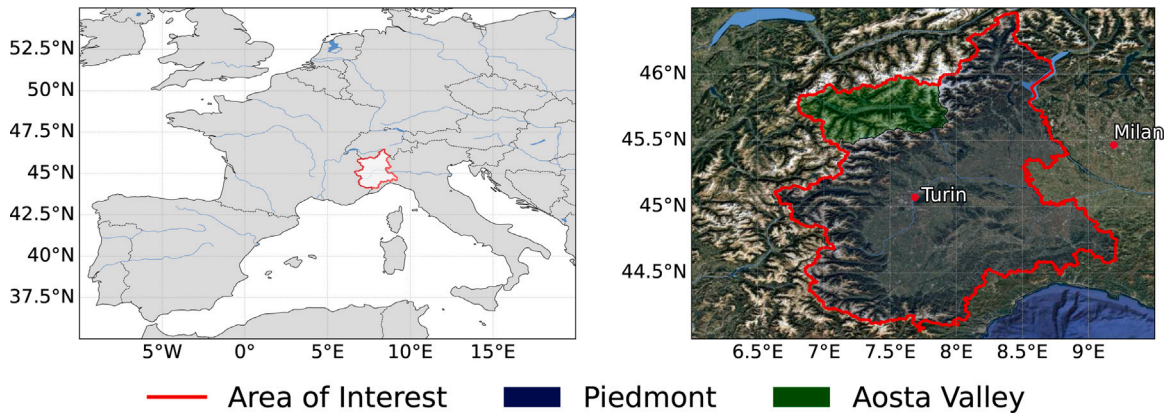 52.5°N
50°N
47.5°N
45°N
42.5°N
40°N
37.5°N
5°W 0° 5°E 10°E 15°E
46°N
45.5°N
45°N
44.5°N
6.5°E 7°E 7.5°E 8°E 8.5°E 9°E
Milan
Turin
Area of Interest Piedmont Aosta Valley